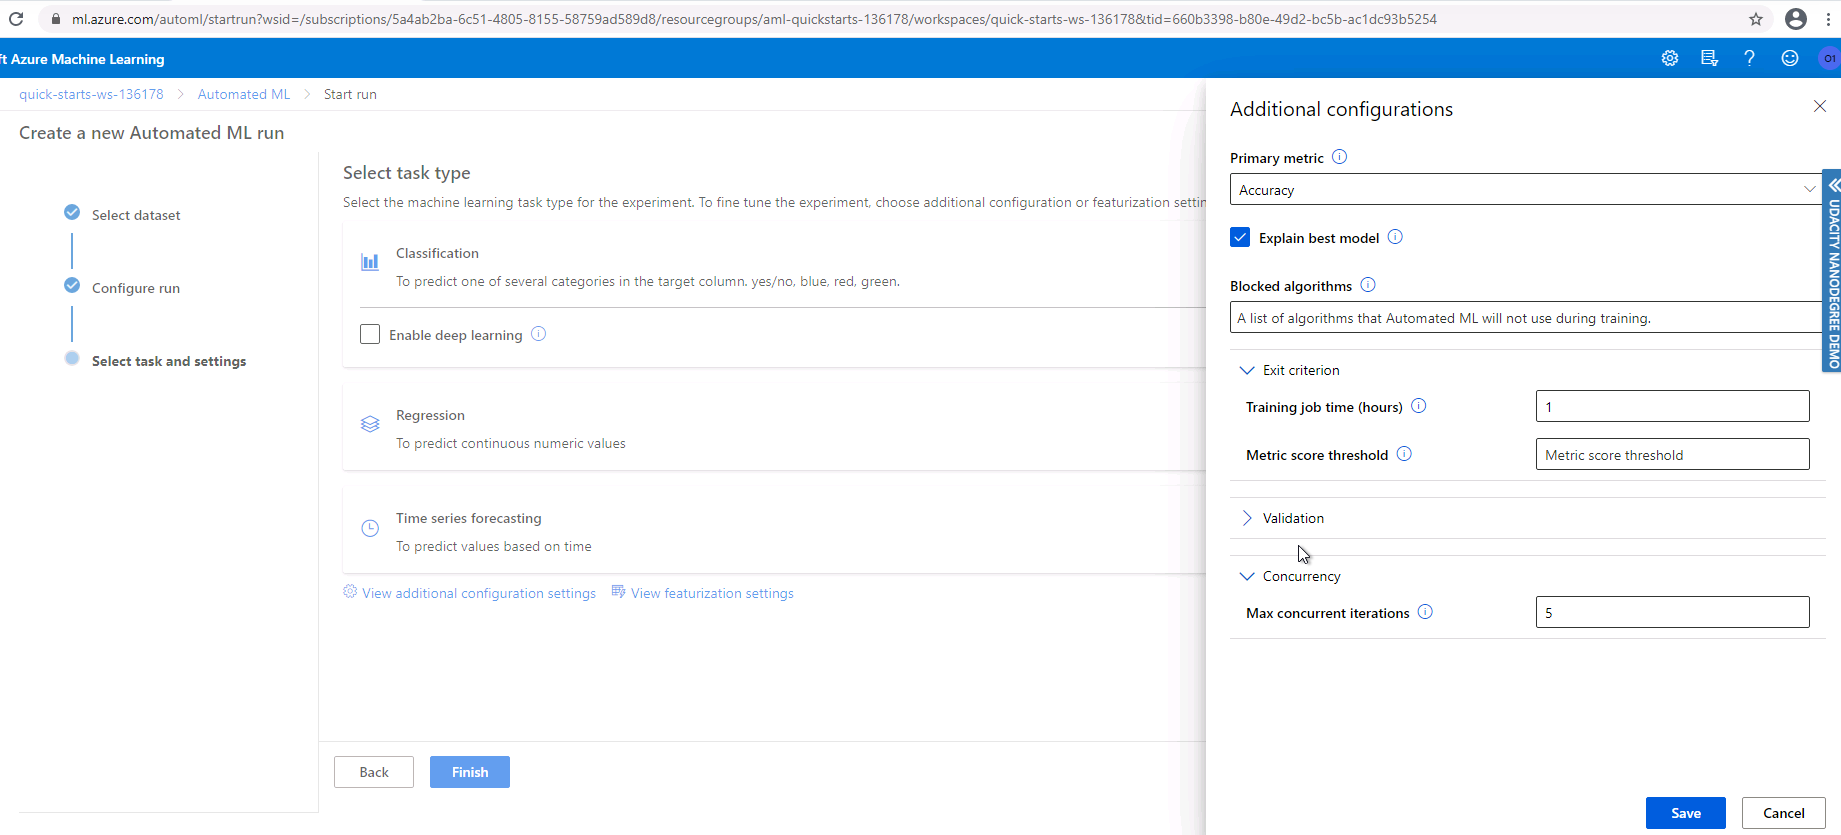 ml.azure.com/automl/startrun?wsid=/subscriptions/5a4ab2ba-6c51-4805-8155-58759ad589d8/resourcegroups/aml-quickstarts-136178/workspaces/quick-starts-ws-136178&tid=660b3398-b80e-49d2-bc5b-ac1dc93b5254
ft Azure Machine Learning
O1
quick-starts-ws-136178 > Automated ML > Start run
Create a new Automated ML run
Select dataset
Configure run
Select task and settings
Select task type
Select the machine learning task type for the experiment. To fine tune the experiment, choose additional configuration or featurization settin
Classification
To predict one of several categories in the target column. yes/no, blue, red, green.
Enable deep learning
Regression
To predict continuous numeric values
Time series forecasting
To predict values based on time
View additional configuration settings
View featurization settings
Back
Finish
Additional configurations
Primary metric
Accuracy
Explain best model
Blocked algorithms
A list of algorithms that Automated ML will not use during training.
Exit criterion
Training job time (hours)
1
Metric score threshold
Metric score threshold
Validation
Concurrency
Max concurrent iterations
5
Save
Cancel
UDACITY NANODEGREE DEMO